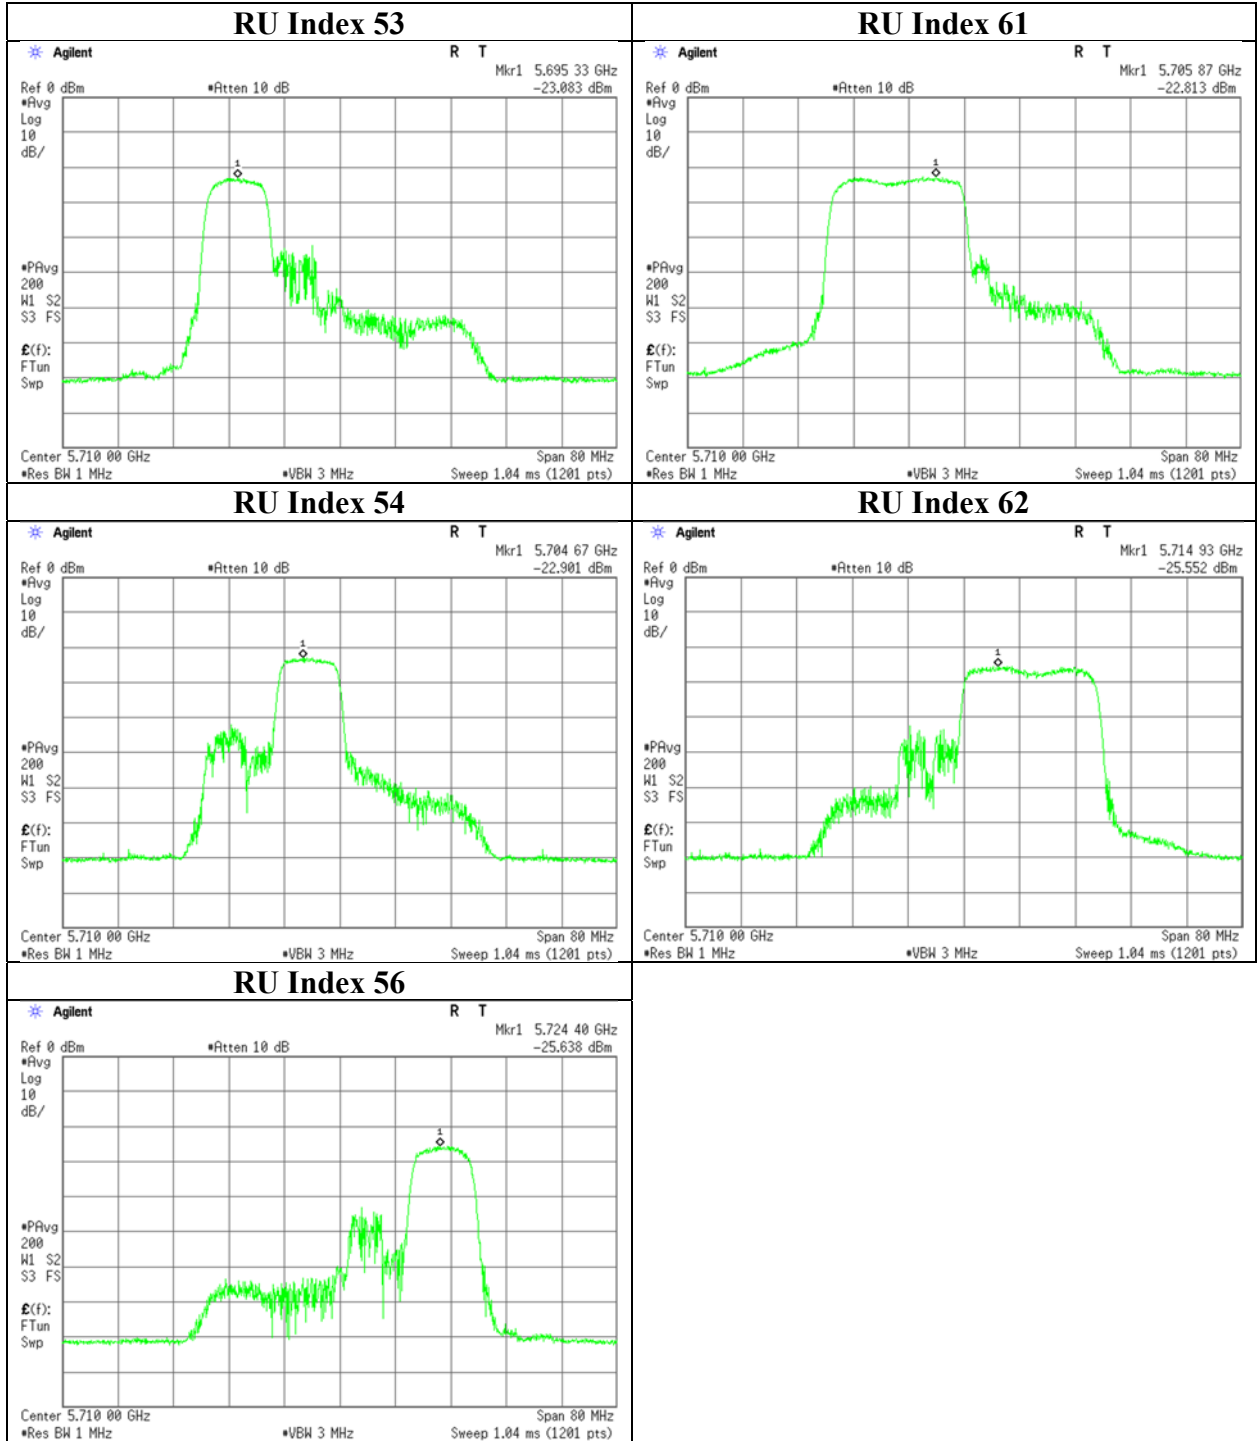 RU Index 53
Agilent R T
Mkr1 5.695 33 GHz
Ref 0 dBm *Atten 10 dB -23.083 dBm
*Avg
Log
10
dB/
1
*PAvg
200
W1 S2
S3 FS
£(f):
FTun
Swp
Center 5.710 00 GHz Span 80 MHz
*Res BW 1 MHz *VBW 3 MHz Sweep 1.04 ms (1201 pts)
RU Index 61
Agilent R T
Mkr1 5.705 87 GHz
Ref 0 dBm *Atten 10 dB -22.813 dBm
*Avg
Log
10
dB/
1
*PAvg
200
W1 S2
S3 FS
£(f):
FTun
Swp
Center 5.710 00 GHz Span 80 MHz
*Res BW 1 MHz *VBW 3 MHz Sweep 1.04 ms (1201 pts)
RU Index 54
Agilent R T
Mkr1 5.704 67 GHz
Ref 0 dBm *Atten 10 dB -22.901 dBm
*Avg
Log
10
dB/
1
*PAvg
200
W1 S2
S3 FS
£(f):
FTun
Swp
Center 5.710 00 GHz Span 80 MHz
*Res BW 1 MHz *VBW 3 MHz Sweep 1.04 ms (1201 pts)
RU Index 62
Agilent R T
Mkr1 5.714 93 GHz
Ref 0 dBm *Atten 10 dB -25.552 dBm
*Avg
Log
10
dB/
1
*PAvg
200
W1 S2
S3 FS
£(f):
FTun
Swp
Center 5.710 00 GHz Span 80 MHz
*Res BW 1 MHz *VBW 3 MHz Sweep 1.04 ms (1201 pts)
RU Index 56
Agilent R T
Mkr1 5.724 40 GHz
Ref 0 dBm *Atten 10 dB -25.638 dBm
*Avg
Log
10
dB/
1
*PAvg
200
W1 S2
S3 FS
£(f):
FTun
Swp
Center 5.710 00 GHz Span 80 MHz
*Res BW 1 MHz *VBW 3 MHz Sweep 1.04 ms (1201 pts)